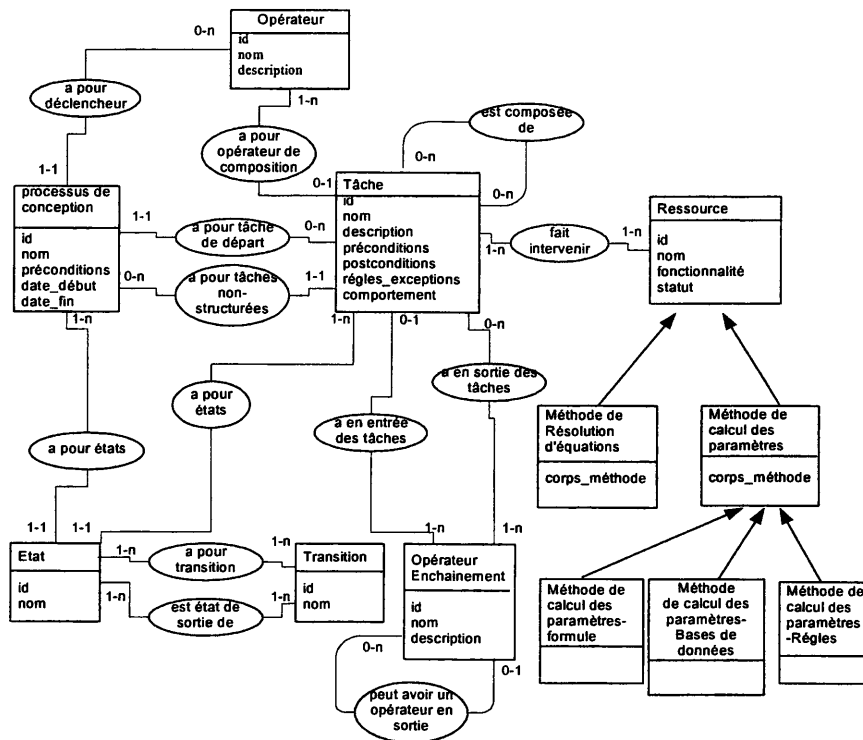 Opérateur
id
nom
description
0-n
1-n
a pour
déclencheur
a pour
opérateur de
composition
est composée
de
1-1
0-1
0-n
0-n
processus de
conception
id
nom
préconditions
date_début
date_fin
1-1
a pour tâche
de départ
0-n
0-n
a pour tâches
non-
structurées
1-1
Tâche
id
nom
description
préconditions
postconditions
régles_exceptions
comportement
1-n
fait
intervenir
1-n
Ressource
id
nom
fonctionnalité
statut
1-n
1-n
0-1
0-n
a pour
états
a en sortie des
tâches
a en entrée
des tâches
a pour états
Méthode de
Résolution
d'équations
corps_méthode
Méthode de
calcul des
paramètres
corps_méthode
1-1
1-1
1-n
1-n
Etat
id
nom
1-n
a pour
transition
1-n
1-n
est état de
sortie de
1-n
Transition
id
nom
Opérateur
Enchainement
id
nom
description
0-n
0-1
peut avoir un
opérateur en
sortie
Méthode de
calcul des
paramètres-
formule
Méthode
de calcul des
paramètres-
Bases de
données
Méthode de
calcul des
paramètres
-Régles